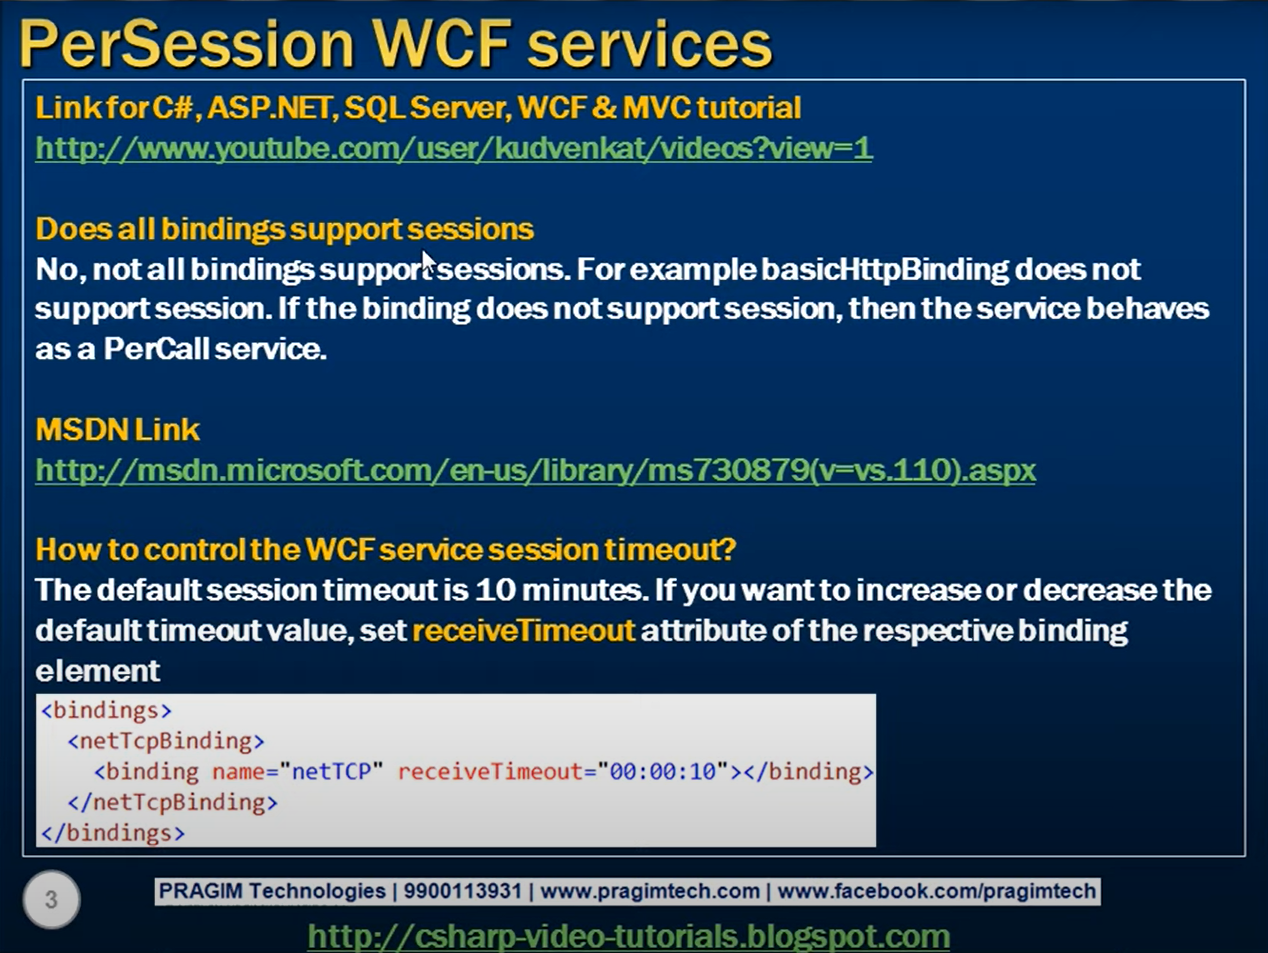 PerSession WCF services
Link for C#, ASP.NET, SQL Server, WCF & MVC tutorial
http://www.youtube.com/user/kudvenkat/videos?view=1
Does all bindings support sessions
No, not all bindings support sessions. For example basicHttpBinding does not
support session. If the binding does not support session, then the service behaves
as a PerCall service.
MSDN Link
http://msdn.microsoft.com/en-us/library/ms730879(v=vs.110).aspx
How to control the WCF service session timeout?
The default session timeout is 10 minutes. If you want to increase or decrease the
default timeout value, set receiveTimeout attribute of the respective binding
element
<bindings>
<netTcpBinding>
<binding name="netTCP" receiveTimeout="00:00:10"></binding>
</netTcpBinding>
</bindings>
3
PRAGIM Technologies | 9900113931 | www.pragimtech.com | www.facebook.com/pragimtech
http://csharp-video-tutorials.blogspot.com